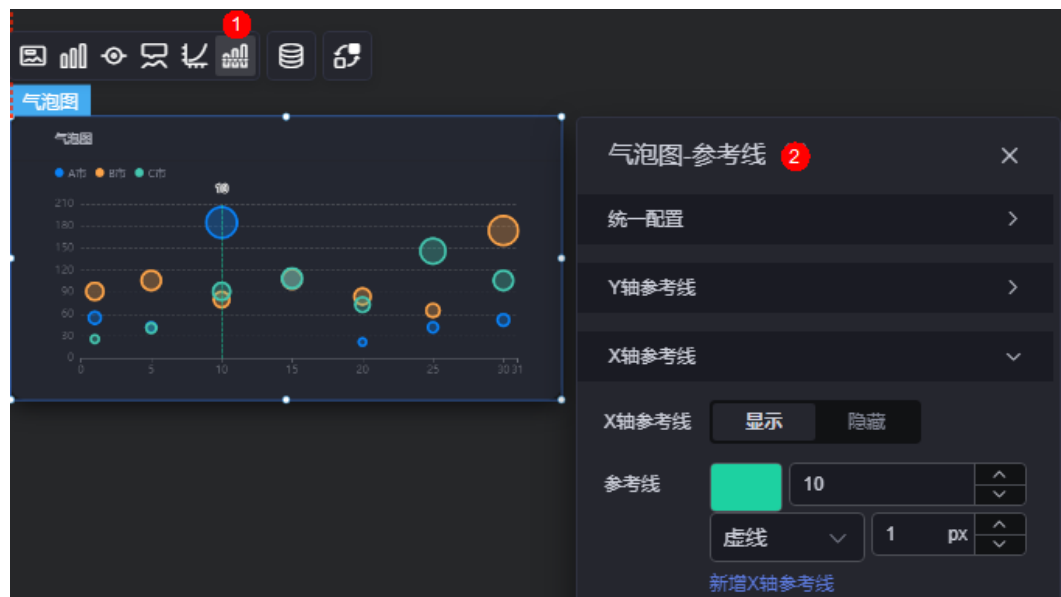 1
气泡图
气泡图
A市 B市 C市
10
210
180
150
120
90
60
30
0
0 5 10 15 20 25 30 31
气泡图-参考线 2
统一配置
Y轴参考线
X轴参考线
X轴参考线 显示 隐藏
参考线 10
虚线 1 px
新增X轴参考线